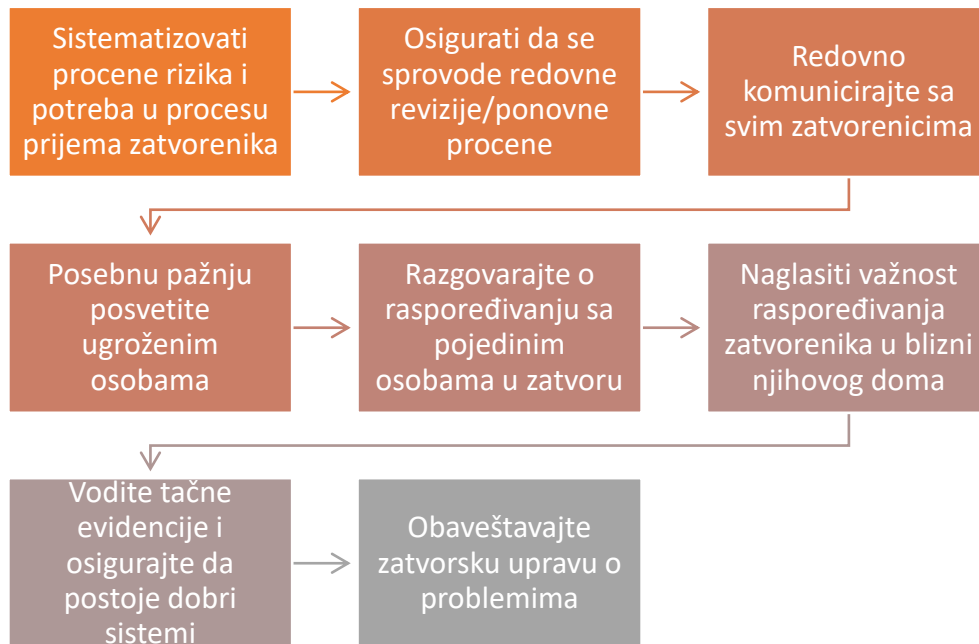 Sistematizovati
procene rizika i
potreba u procesu
prijema zatvorenika
Osigurati da se
sprovode redovne
revizije/ponovne
procene
Redovno
komunicirajte sa
svim zatvorenicima
Posebnu pažnju
posvetite
ugroženim
osobama
Razgovarajte o
raspoređivanju sa
pojedinim
osobama u zatvoru
Naglasiti važnost
raspoređivanja
zatvorenika u blizni
njihovog doma
Vodite tačne
evidencije i
osigurajte da
postoje dobri
sistemi
Obaveštavajte
zatvorsku upravu o
problemima